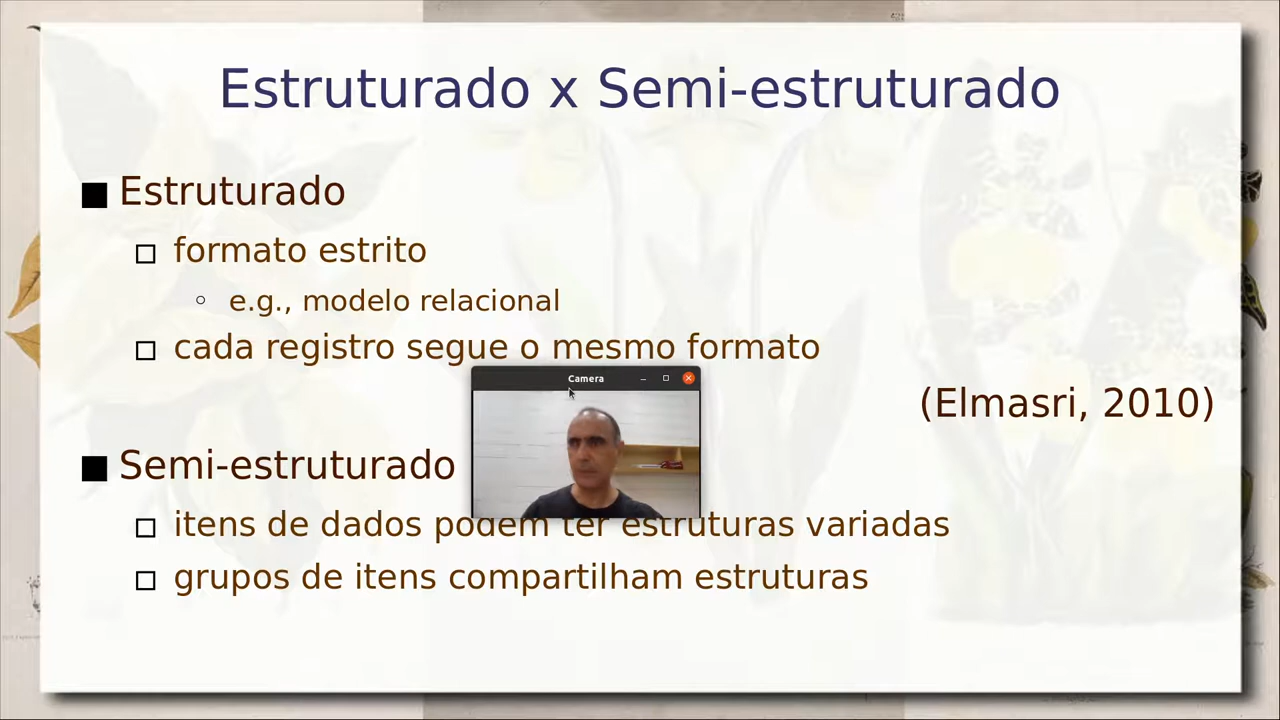 Estruturado x Semi-estruturado
■ Estruturado
□ formato estrito
○ e.g., modelo relacional
□ cada registro segue o mesmo formato
Camera
(Elmasri, 2010)
■ Semi-estruturado
□ itens de dados podem ter estruturas variadas
□ grupos de itens compartilham estruturas